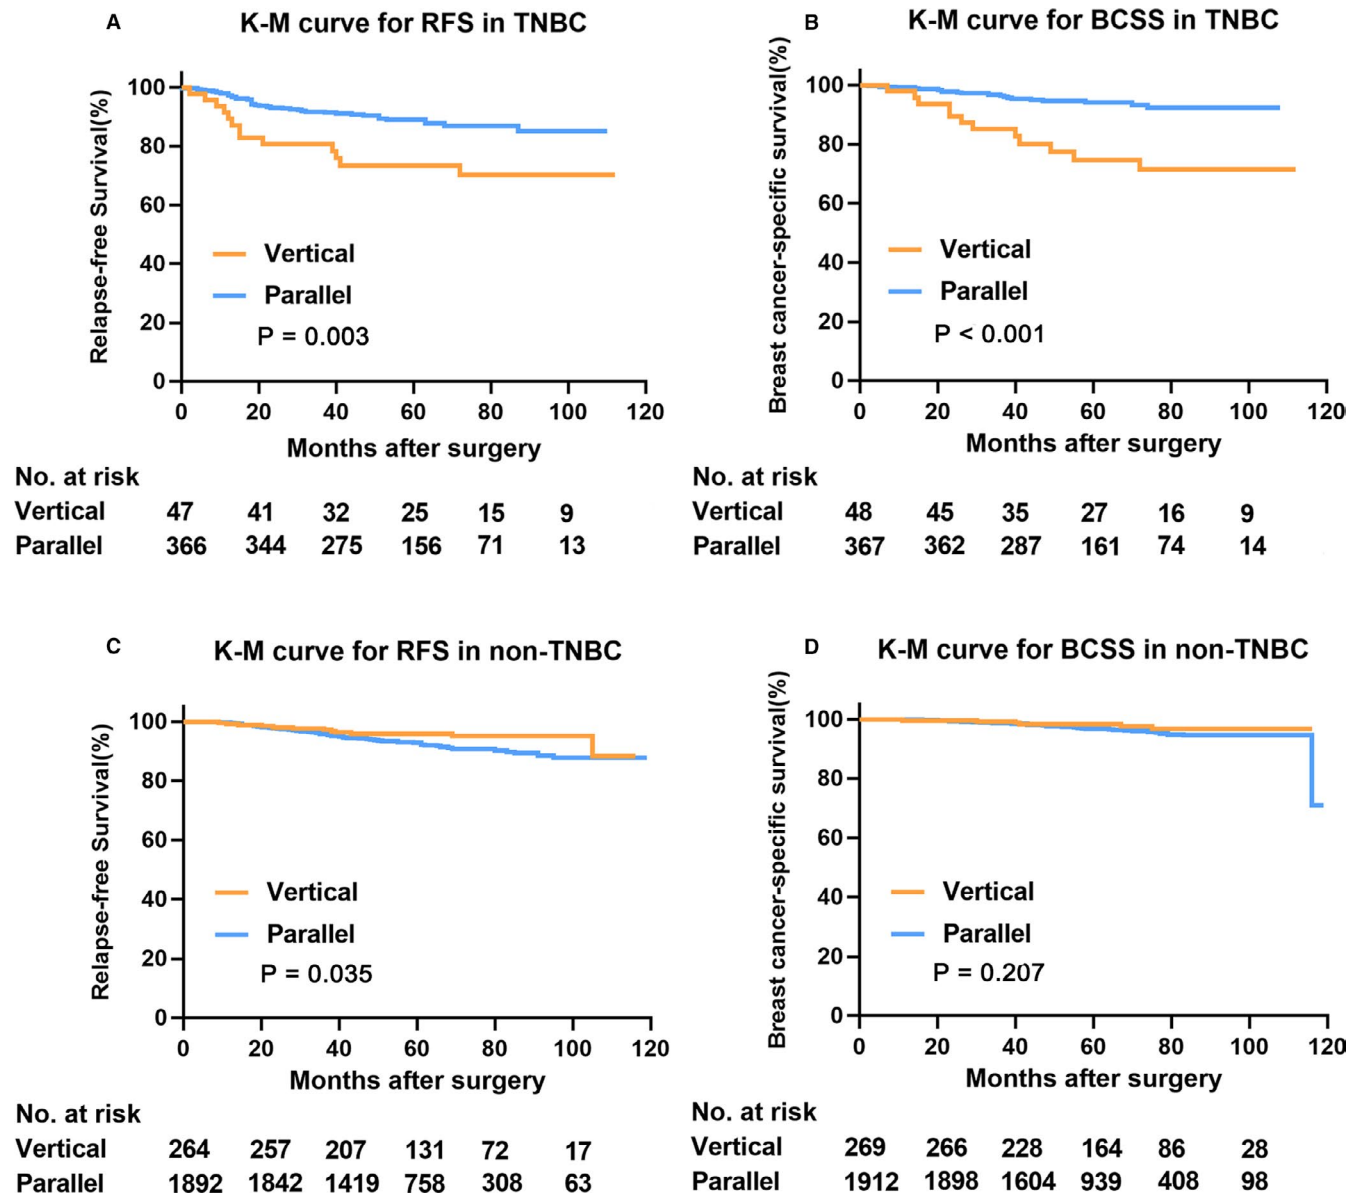 A
K-M curve for RFS in TNBC
Relapse-free Survival(%)
100
80
60
40
20
0
Vertical
Parallel
P = 0.003
0 20 40 60 80 100 120
Months after surgery
No. at risk
Vertical 47 41 32 25 15 9
Parallel 366 344 275 156 71 13
B
K-M curve for BCSS in TNBC
Breast cancer-specific survival(%)
100
80
60
40
20
0
Vertical
Parallel
P < 0.001
0 20 40 60 80 100 120
Months after surgery
No. at risk
Vertical 48 45 35 27 16 9
Parallel 367 362 287 161 74 14
C
K-M curve for RFS in non-TNBC
Relapse-free Survival(%)
100
80
60
40
20
0
Vertical
Parallel
P = 0.035
0 20 40 60 80 100 120
Months after surgery
No. at risk
Vertical 264 257 207 131 72 17
Parallel 1892 1842 1419 758 308 63
D
K-M curve for BCSS in non-TNBC
Breast cancer-specific survival(%)
100
80
60
40
20
0
Vertical
Parallel
P = 0.207
0 20 40 60 80 100 120
Months after surgery
No. at risk
Vertical 269 266 228 164 86 28
Parallel 1912 1898 1604 939 408 98